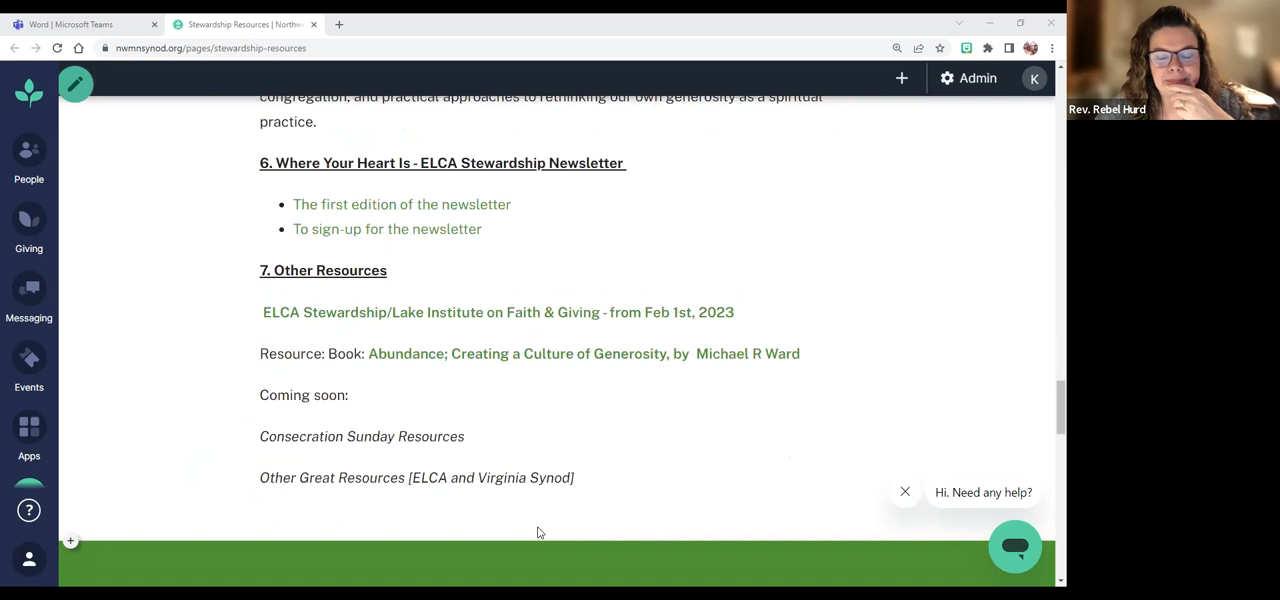 Word | Microsoft Teams
Stewardship Resources | Northw
nwmnsynod.org/pages/stewardship-resources
Admin
K
People
Giving
Messaging
Events
Apps
congregation, and practical approaches to rethinking our own generosity as a spiritual
practice.
6. Where Your Heart Is - ELCA Stewardship Newsletter
The first edition of the newsletter
To sign-up for the newsletter
7. Other Resources
ELCA Stewardship/Lake Institute on Faith & Giving - from Feb 1st, 2023
Resource: Book: Abundance; Creating a Culture of Generosity, by Michael R Ward
Coming soon:
Consecration Sunday Resources
Other Great Resources [ELCA and Virginia Synod]
Hi. Need any help?
Rev. Rebel Hurd